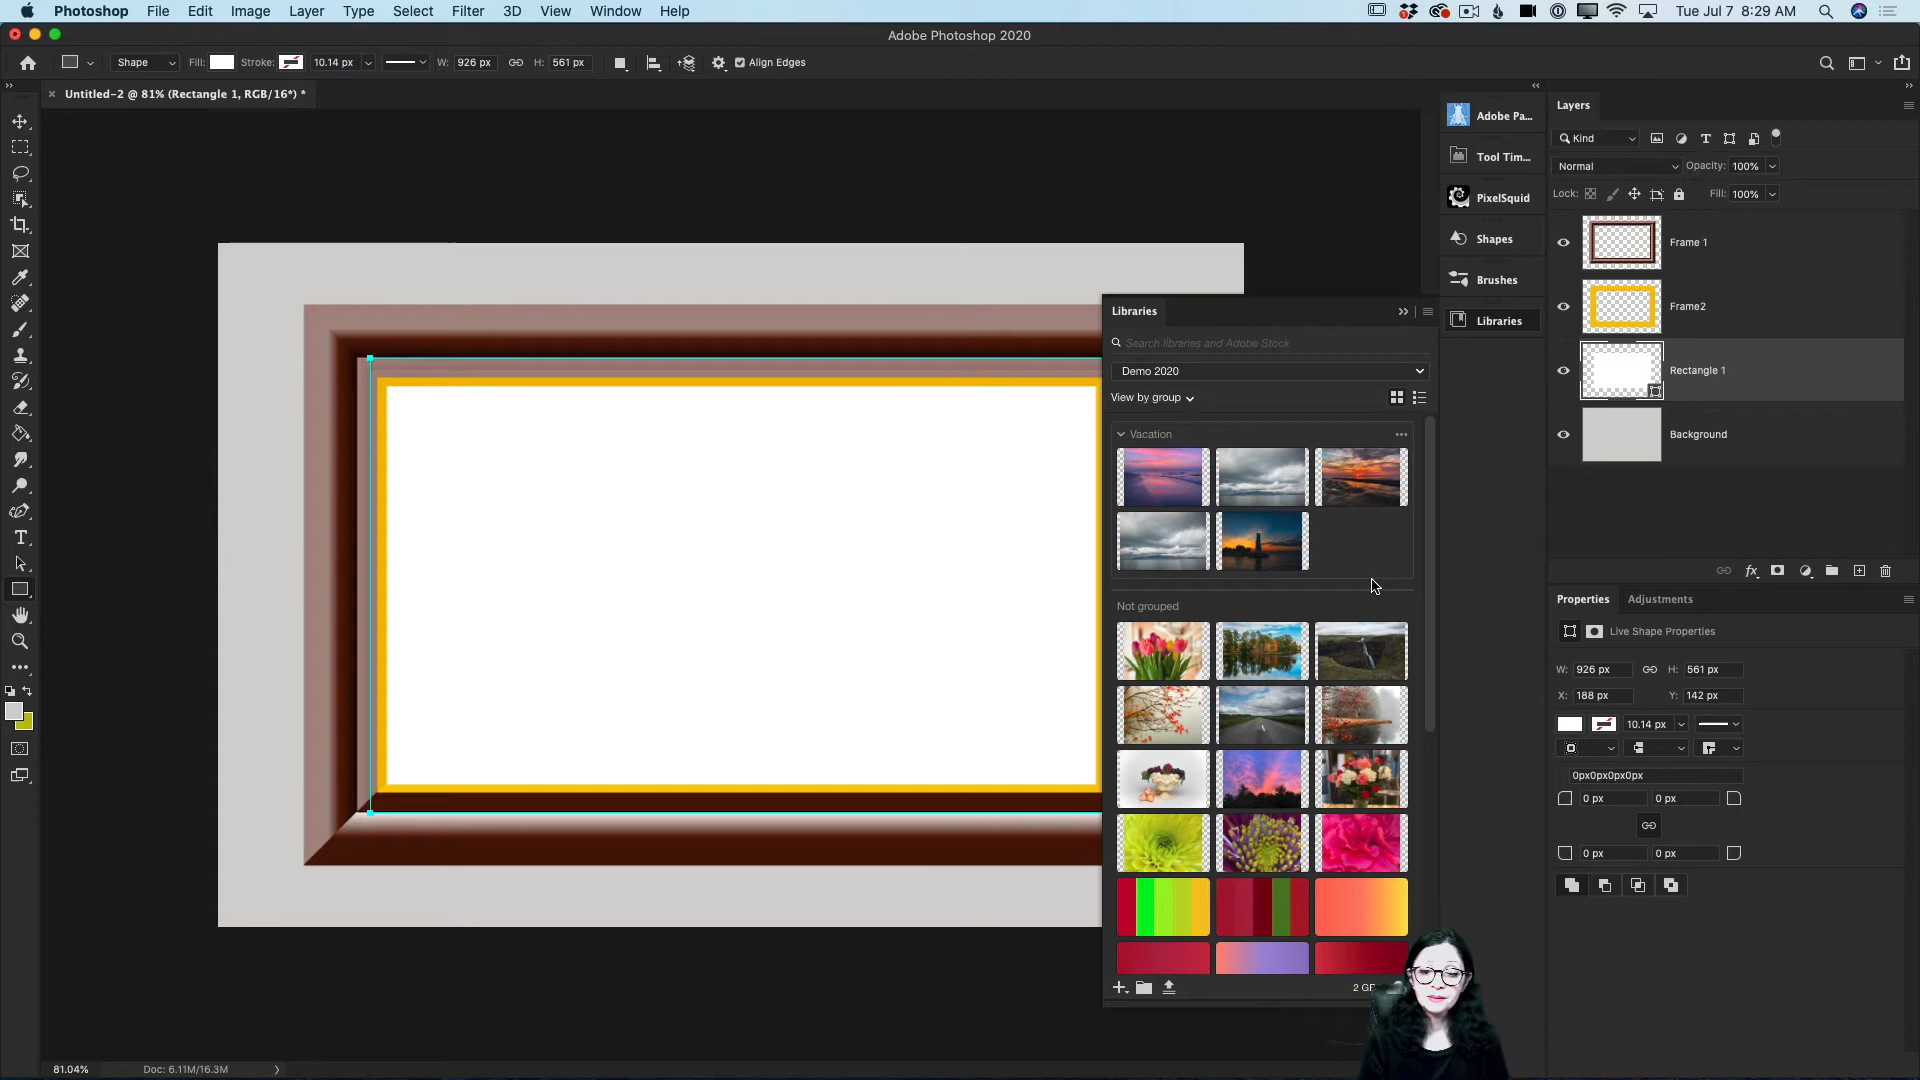 Photoshop File Edit Image Layer Type Select Filter 3D View Window Help Tue Jul 7 8:29 AM
Adobe Photoshop 2020
Shape Fill: Stroke: 10.14 px W: 926 px H: 561 px Align Edges
Untitled-2 @ 81% (Rectangle 1, RGB/16*) *
Adobe Pa...
Tool Tim...
PixelSquid
Shapes
Brushes
Libraries
Libraries
Search libraries and Adobe Stock
Demo 2020
View by group
Vacation
Not grouped
2 GB
Layers
Kind
Normal Opacity: 100%
Lock: Fill: 100%
Frame 1
Frame2
Rectangle 1
Background
fx
Properties Adjustments
Live Shape Properties
W: 926 px H: 561 px
X: 188 px Y: 142 px
10.14 px
0px0px0px0px
0 px 0 px
0 px 0 px
81.04% Doc: 6.11M/16.3M